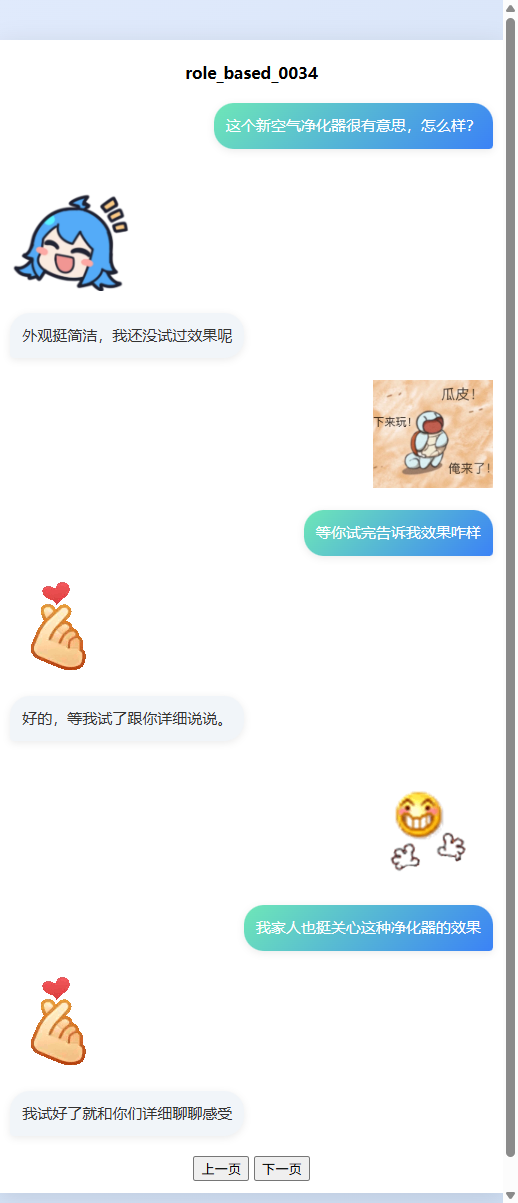 role_based_0034
这个新空气净化器很有意思，怎么样？
外观挺简洁，我还没试过效果呢
瓜皮！
下来玩！
俺来了！
等你试完告诉我效果咋样
好的，等我试了跟你详细说说。
我家人也挺关心这种净化器的效果
我试好了就和你们详细聊聊感受
上一页 下一页